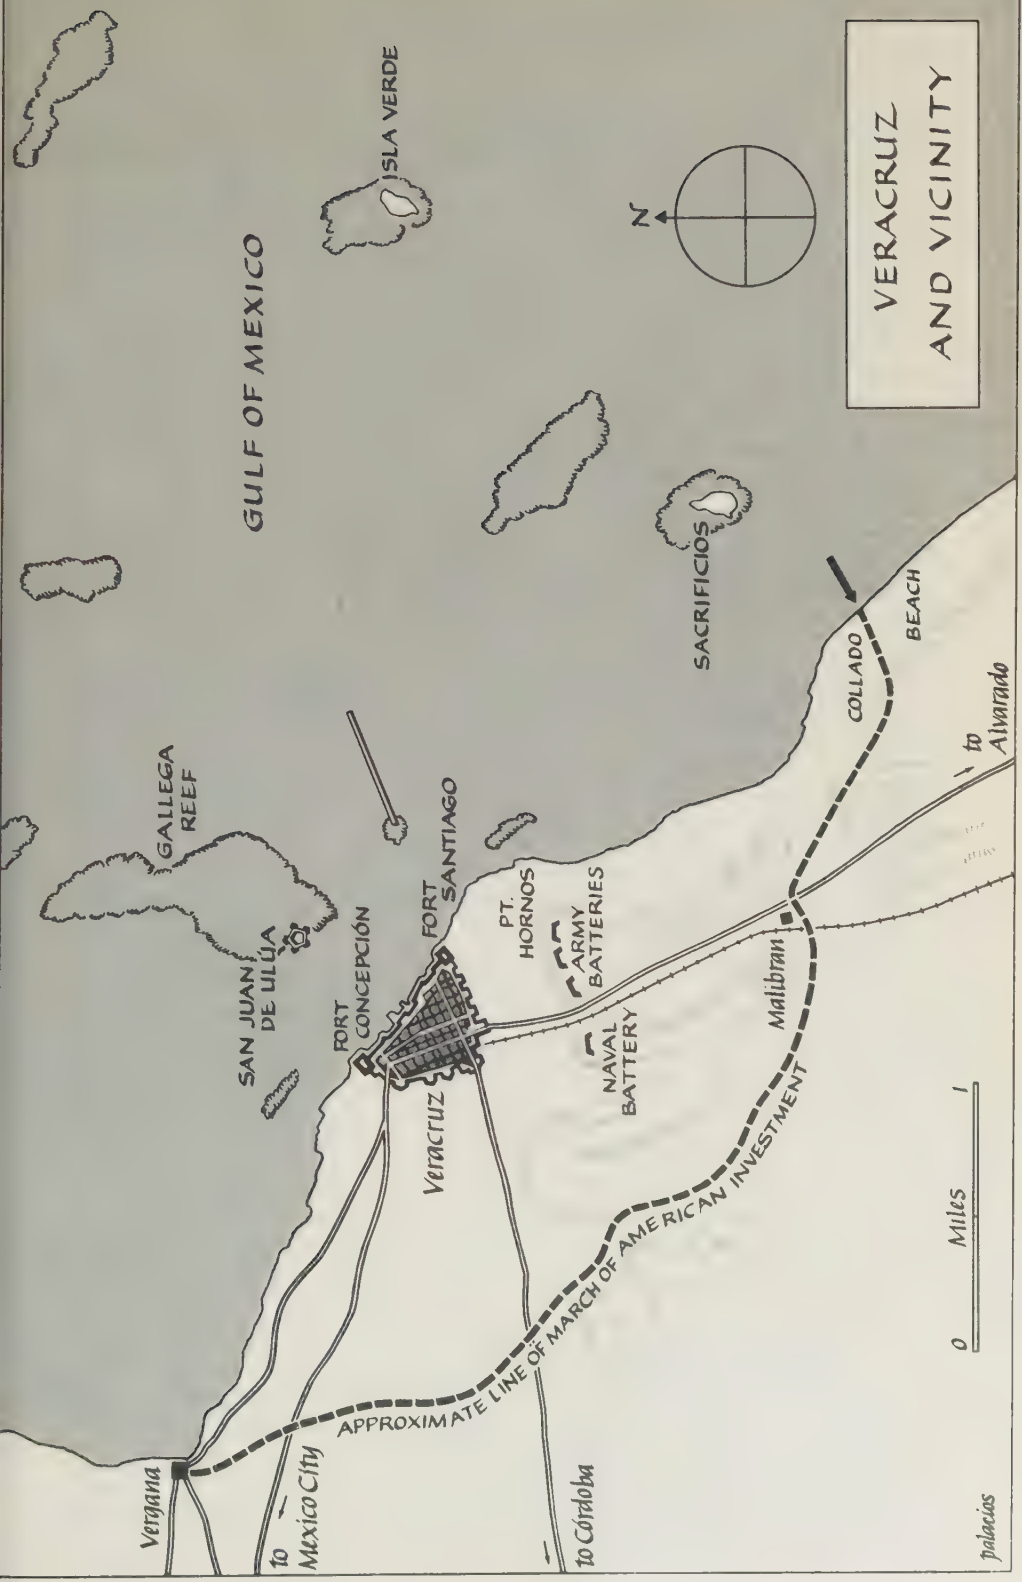 VERACRUZ
AND VICINITY
N
GULF OF MEXICO
ISLA VERDE
GALLEGA
REEF
SAN JUAN
DE ULÚA
FORT
CONCEPCIÓN
FORT
SANTIAGO
Veracruz
PT.
HORNOS
ARMY
BATTERIES
NAVAL
BATTERY
SACRIFICIOS
COLLADO
BEACH
Malibran
to
Alvarado
Vergana
to
Mexico City
to Córdoba
APPROXIMATE LINE OF MARCH OF AMERICAN INVESTMENT
0 Miles 1
palacios